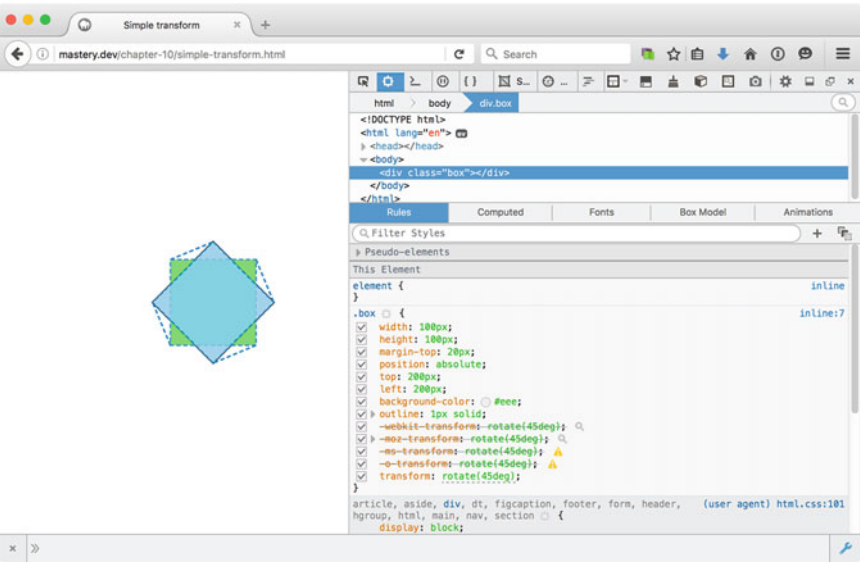 Simple transform
mastery.dev/chapter-10/simple-transform.html
Search
S...
...
html
body
div.box
<!DOCTYPE html>
<html lang="en"> ev
<head></head>
<body>
<div class="box"></div>
</body>
</html>
Rules
Computed
Fonts
Box Model
Animations
Filter Styles
Pseudo-elements
This Element
element {
inline
}
.box {
inline:7
width: 100px;
height: 100px;
margin-top: 20px;
position: absolute;
top: 200px;
left: 200px;
background-color: #eee;
outline: 1px solid;
-webkit-transform: rotate(45deg);
-moz-transform: rotate(45deg);
-ms-transform: rotate(45deg);
-o-transform: rotate(45deg);
transform: rotate(45deg);
}
article, aside, div, dt, figcaption, footer, form, header,
(user agent) html.css:101
hgroup, html, main, nav, section {
display: block;